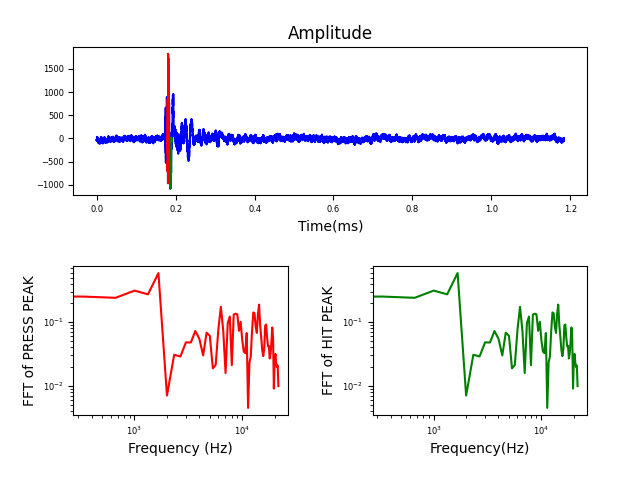 Amplitude
1500
1000
500
0
−500
−1000
0.0 0.2 0.4 0.6 0.8 1.0 1.2
Time(ms)
FFT of PRESS PEAK
10⁻¹
10⁻²
10³ 10⁴
Frequency (Hz)
FFT of HIT PEAK
10⁻¹
10⁻²
10³ 10⁴
Frequency(Hz)